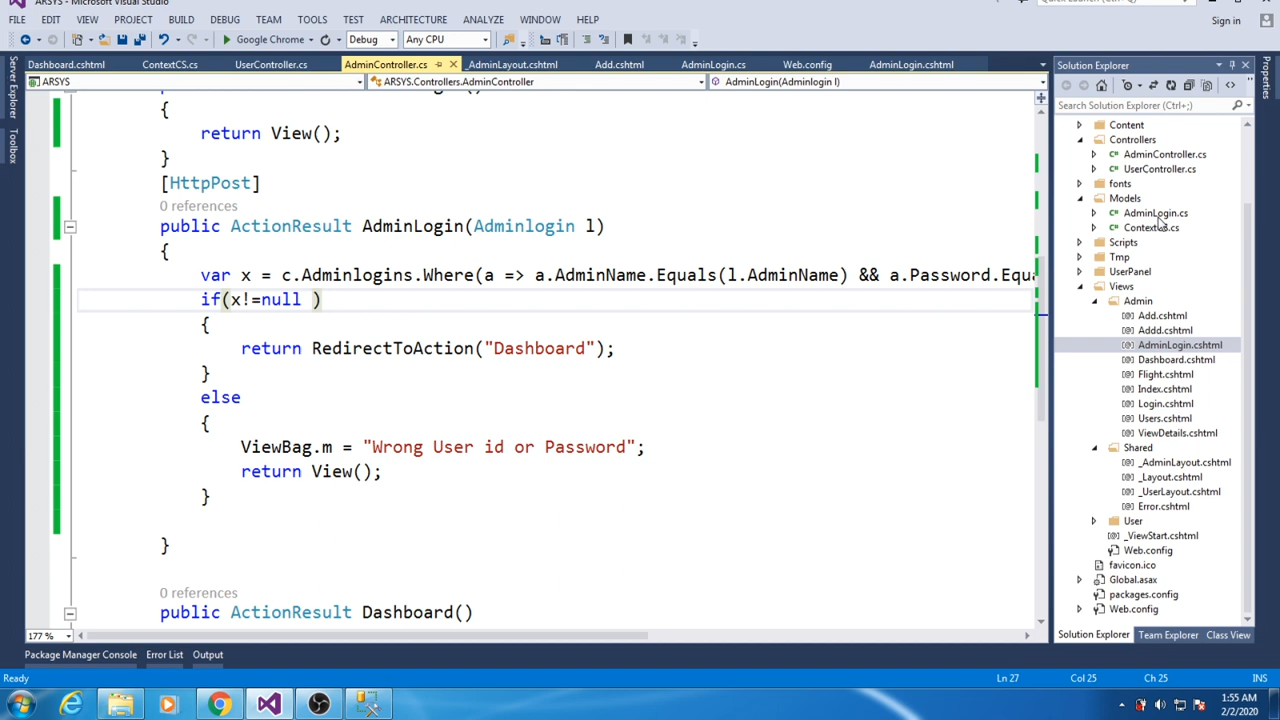 ARSYS - Microsoft Visual Studio
FILE EDIT VIEW PROJECT BUILD DEBUG TEAM TOOLS TEST ARCHITECTURE ANALYZE WINDOW HELP
Sign in
Google Chrome Debug Any CPU
Dashboard.cshtml ContextCS.cs UserController.cs AdminController.cs _AdminLayout.cshtml Add.cshtml AdminLogin.cs Web.config AdminLogin.cshtml
ARSYS ARSYS.Controllers.AdminController AdminLogin(Adminlogin l)
Server Explorer
Toolbox
{
return View();
}
[HttpPost]
0 references
public ActionResult AdminLogin(Adminlogin l)
{
var x = c.Adminlogins.Where(a => a.AdminName.Equals(l.AdminName) && a.Password.Equa
if(x!=null )
{
return RedirectToAction("Dashboard");
}
else
{
ViewBag.m = "Wrong User id or Password";
return View();
}
}
0 references
public ActionResult Dashboard()
177 %
Solution Explorer
Search Solution Explorer (Ctrl+;)
Content
Controllers
AdminController.cs
UserController.cs
fonts
Models
AdminLogin.cs
Scripts
Tmp
UserPanel
Views
Admin
Add.cshtml
Addd.cshtml
AdminLogin.cshtml
Dashboard.cshtml
Flight.cshtml
Index.cshtml
Login.cshtml
Users.cshtml
ViewDetails.cshtml
Shared
_AdminLayout.cshtml
_Layout.cshtml
_UserLayout.cshtml
Error.cshtml
User
_ViewStart.cshtml
Web.config
favicon.ico
Global.asax
packages.config
Web.config
Solution Explorer Team Explorer Class View
Properties
Package Manager Console Error List Output
Ready Ln 27 Col 25 Ch 25 INS
1:55 AM
2/2/2020